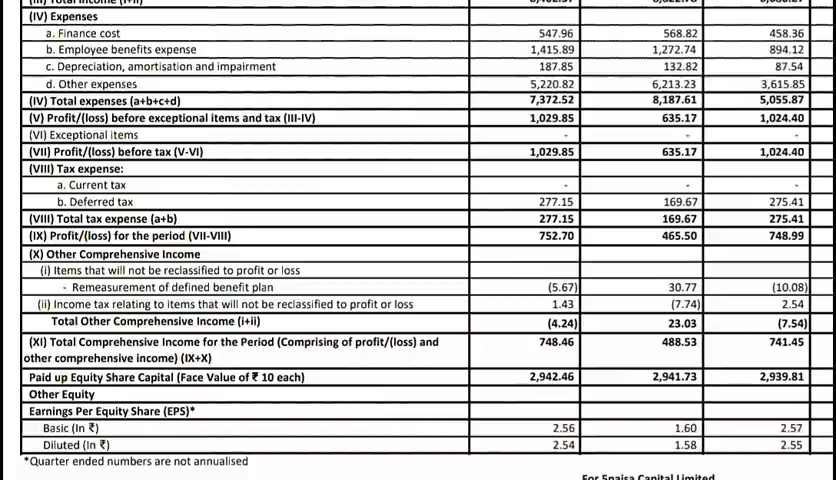 (III) Total Income (I+II)
(IV) Expenses
a. Finance cost 547.96 568.82 458.36
b. Employee benefits expense 1,415.89 1,272.74 894.12
c. Depreciation, amortisation and impairment 187.85 132.82 87.54
d. Other expenses 5,220.82 6,213.23 3,615.85
(IV) Total expenses (a+b+c+d) 7,372.52 8,187.61 5,055.87
(V) Profit/(loss) before exceptional items and tax (III-IV) 1,029.85 635.17 1,024.40
(VI) Exceptional items - - -
(VII) Profit/(loss) before tax (V-VI) 1,029.85 635.17 1,024.40
(VIII) Tax expense:
a. Current tax - - -
b. Deferred tax 277.15 169.67 275.41
(VIII) Total tax expense (a+b) 277.15 169.67 275.41
(IX) Profit/(loss) for the period (VII-VIII) 752.70 465.50 748.99
(X) Other Comprehensive Income
(i) Items that will not be reclassified to profit or loss
- Remeasurement of defined benefit plan (5.67) 30.77 (10.08)
(ii) Income tax relating to items that will not be reclassified to profit or loss 1.43 (7.74) 2.54
Total Other Comprehensive Income (i+ii) (4.24) 23.03 (7.54)
(XI) Total Comprehensive Income for the Period (Comprising of profit/(loss) and 748.46 488.53 741.45
other comprehensive income) (IX+X)
Paid up Equity Share Capital (Face Value of ₹ 10 each) 2,942.46 2,941.73 2,939.81
Other Equity
Earnings Per Equity Share (EPS)*
Basic (In ₹) 2.56 1.60 2.57
Diluted (In ₹) 2.54 1.58 2.55
*Quarter ended numbers are not annualised
For 5paisa Capital Limited